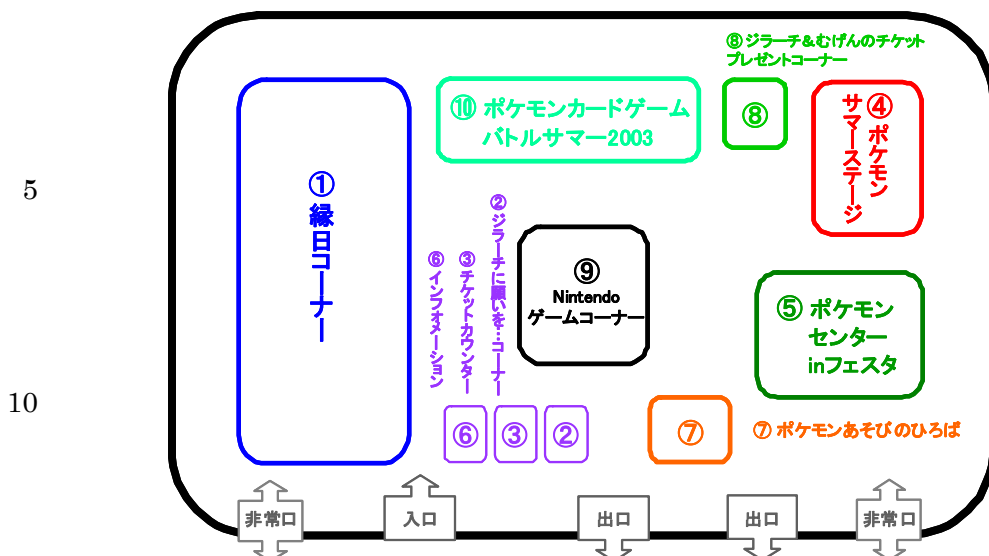 ⑧ジラーチ&むげんのチケット
プレゼントコーナー
⑩ ポケモンカードゲーム
バトルサマー2003
⑧
④ポケモン
サマーステージ
5
①縁日コーナー
②ジラーチに願いを…コーナー
③チケットカウンター
⑥インフォメーション
⑨
Nintendo
ゲームコーナー
⑤ ポケモン
センター
inフェスタ
10
⑥
③
②
⑦
⑦ ポケモンあそびのひろば
非常口
入口
出口
出口
非常口